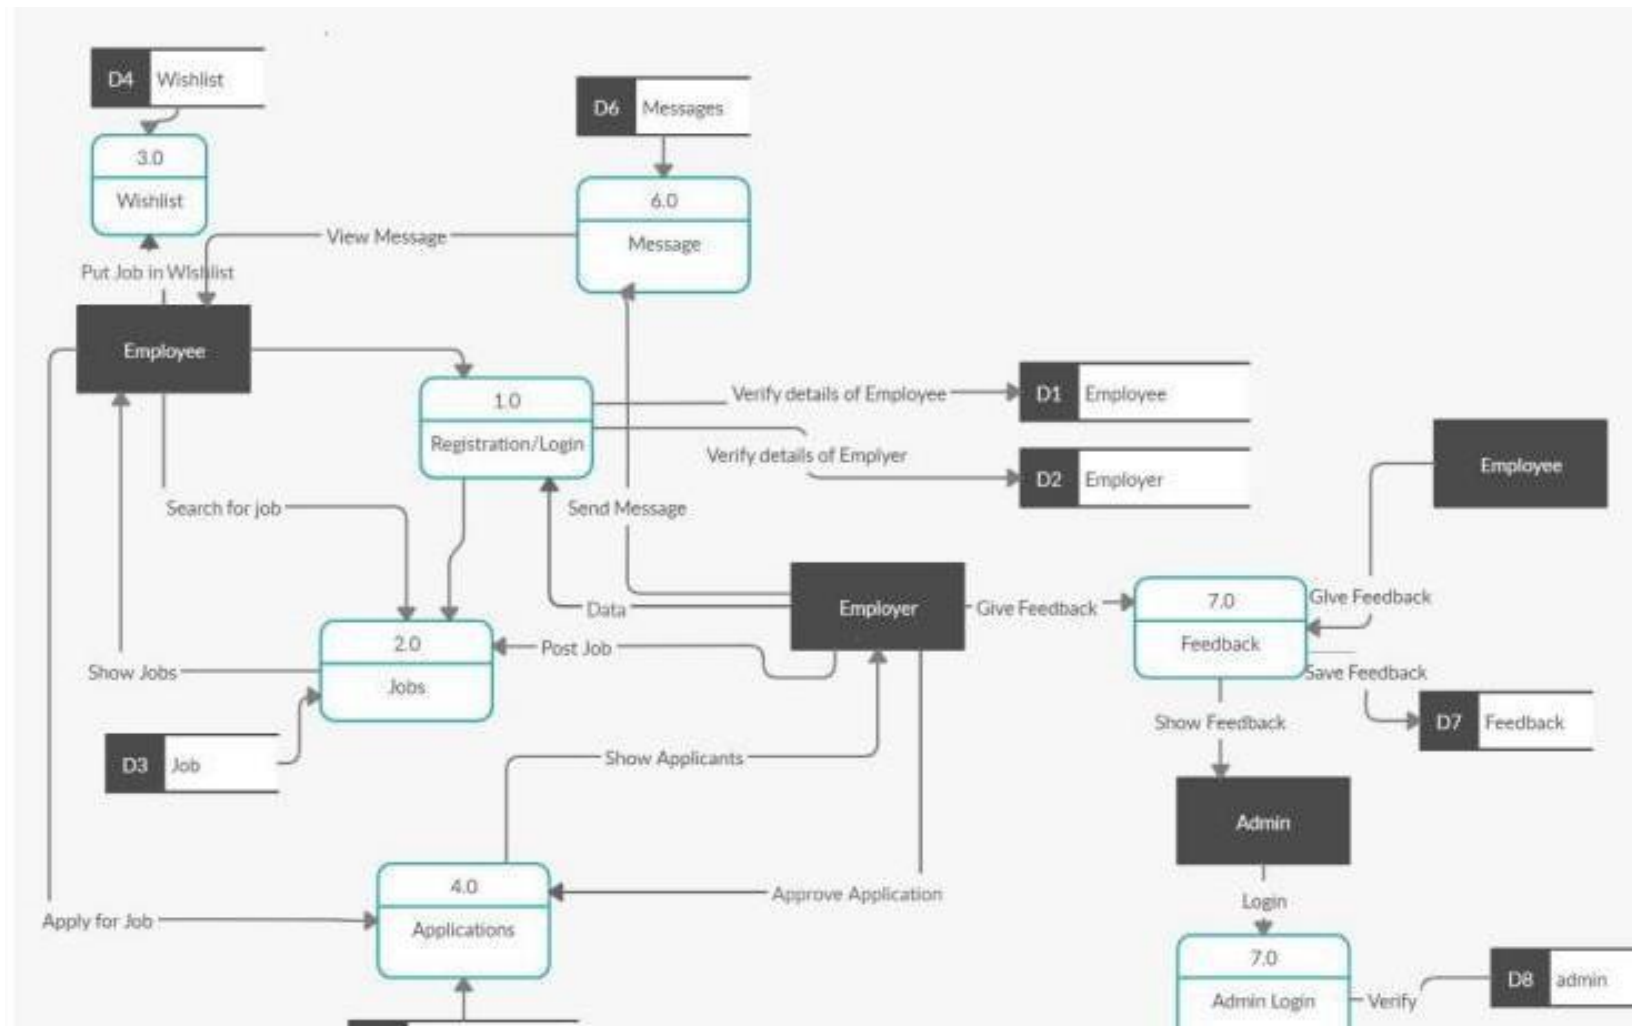 D4 Wishlist
D6 Messages
3.0
Wishlist
6.0
Message
View Message
Put Job in WIshlist
Employee
1.0
Registration/Login
Verify details of Employee
D1 Employee
Verify details of Emplyer
D2 Employer
Employee
Search for job
Send Message
Data
Employer
Give Feedback
7.0
Feedback
GIve Feedback
Post Job
2.0
Jobs
Show Jobs
Save Feedback
D7 Feedback
Show Feedback
D3 Job
Show Applicants
Admin
4.0
Applications
Approve Application
Apply for Job
Login
7.0
Admin Login
Verify
D8 admin